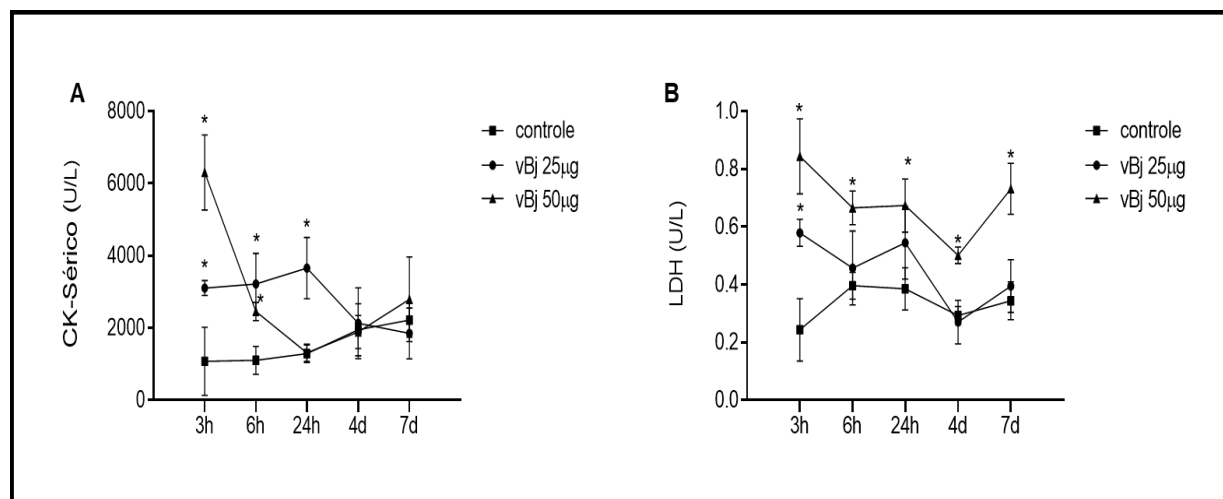 A
CK-Sérico (U/L)
8000
6000
4000
2000
0
3h 6h 24h 4d 7d
* * * * *
controle
vBj 25µg
vBj 50µg
B
LDH (U/L)
1.0
0.8
0.6
0.4
0.2
0.0
3h 6h 24h 4d 7d
* * * * * *
controle
vBj 25µg
vBj 50µg